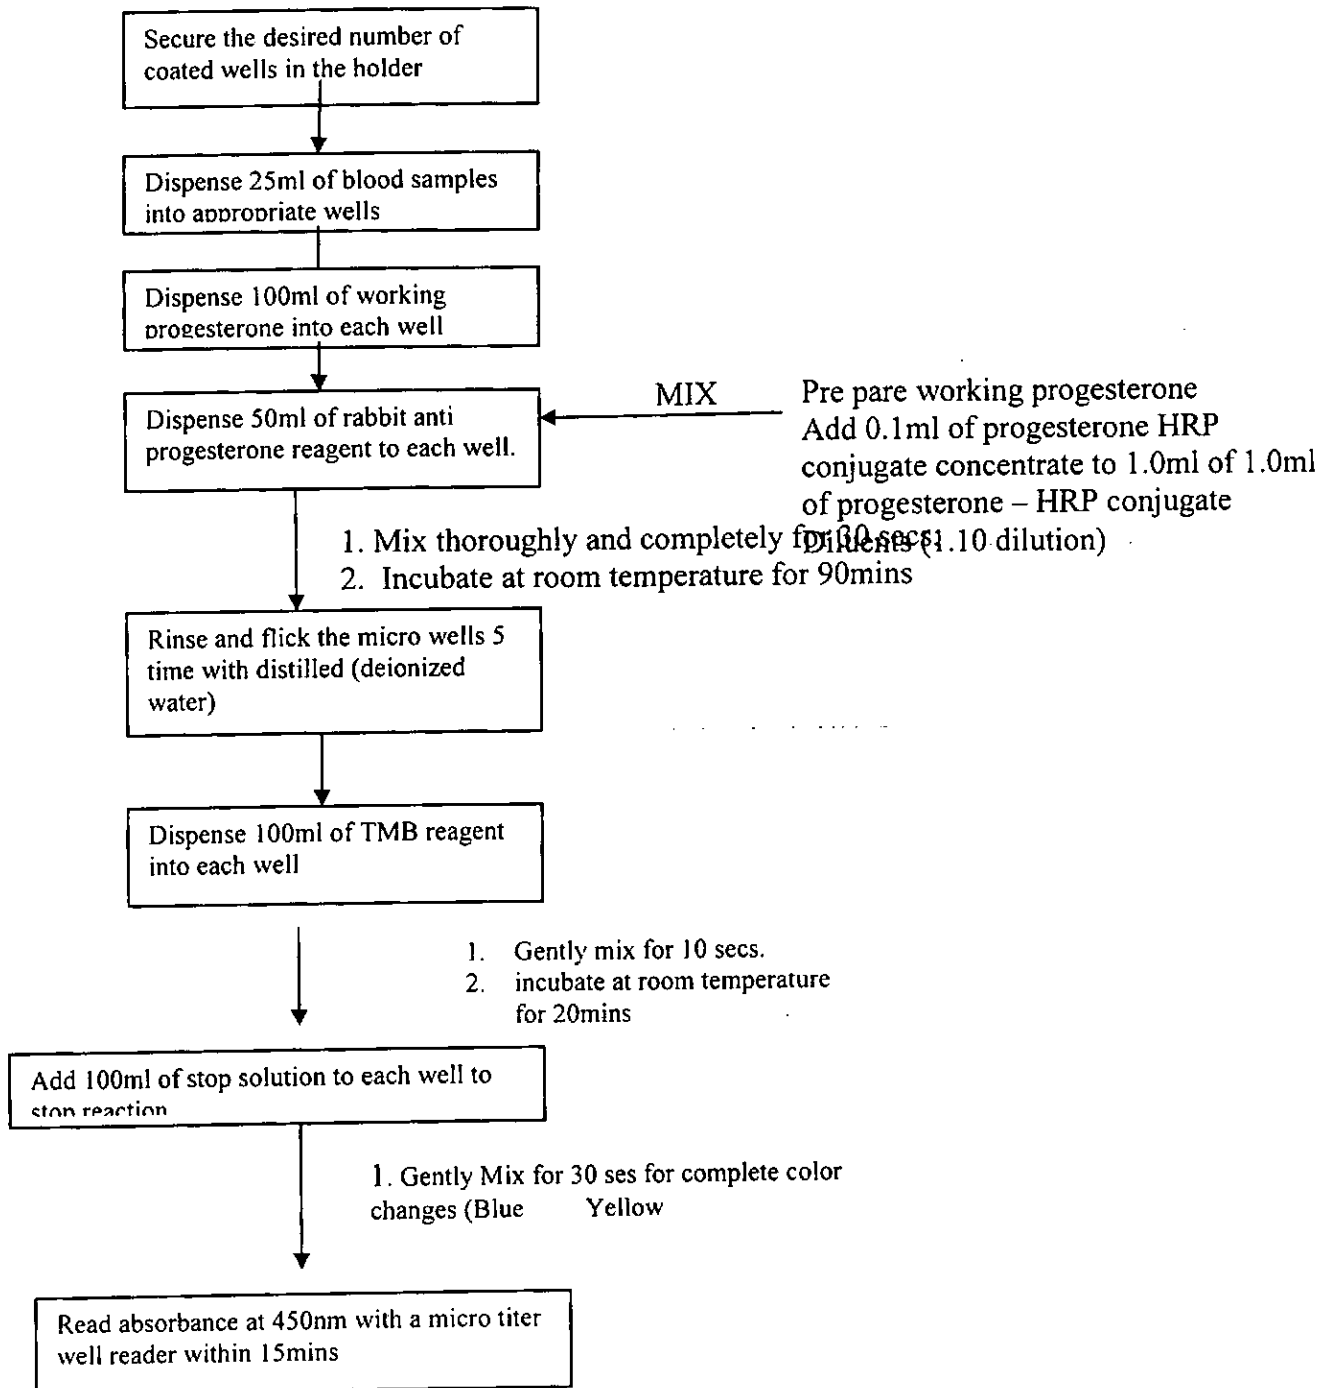 Secure the desired number of
coated wells in the holder
Dispense 25ml of blood samples
into appropriate wells
Dispense 100ml of working
progesterone into each well
Dispense 50ml of rabbit anti
progesterone reagent to each well.
MIX
Pre pare working progesterone
Add 0.1ml of progesterone HRP
conjugate concentrate to 1.0ml of 1.0ml
of progesterone – HRP conjugate
Diluents (1.10 dilution)
1. Mix thoroughly and completely for 30 secs.
2. Incubate at room temperature for 90mins
Rinse and flick the micro wells 5
time with distilled (deionized
water)
Dispense 100ml of TMB reagent
into each well
1. Gently mix for 10 secs.
2. incubate at room temperature
for 20mins
Add 100ml of stop solution to each well to
stop reaction
1. Gently Mix for 30 ses for complete color
changes (Blue Yellow
Read absorbance at 450nm with a micro titer
well reader within 15mins